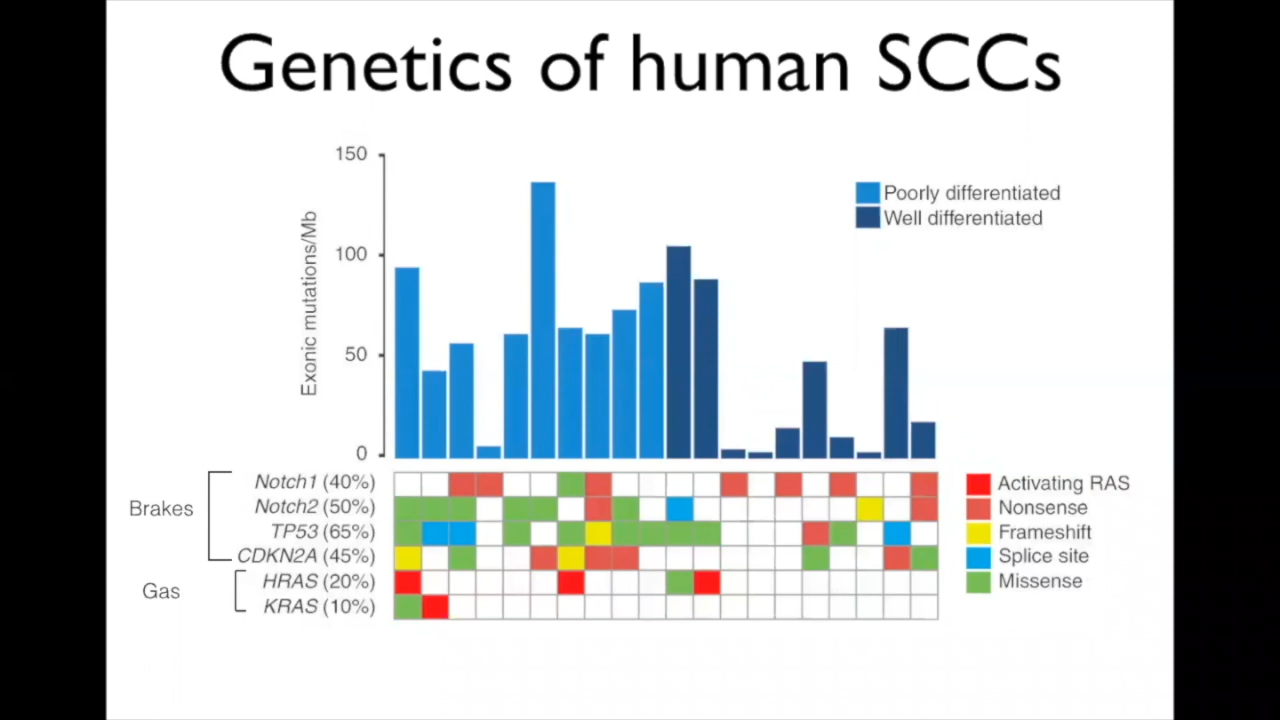 Genetics of human SCCs
150
100
50
0
Exonic mutations/Mb
Poorly differentiated
Well differentiated
Brakes
Notch1 (40%)
Notch2 (50%)
TP53 (65%)
CDKN2A (45%)
Gas
HRAS (20%)
KRAS (10%)
Activating RAS
Nonsense
Frameshift
Splice site
Missense